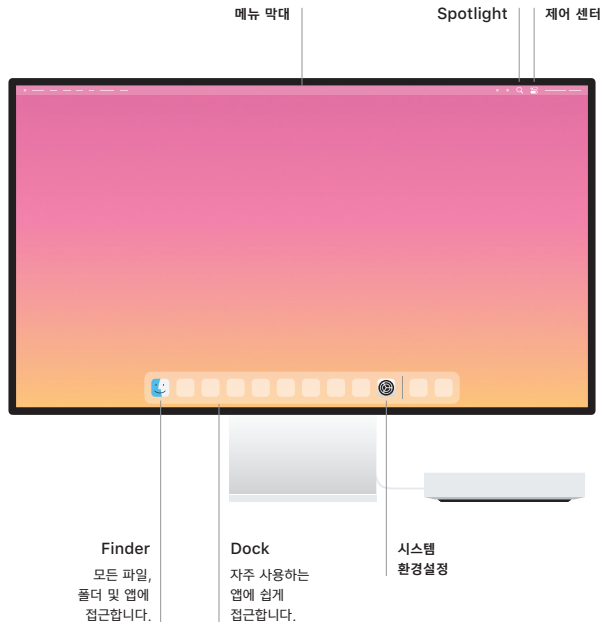 메뉴 막대
Spotlight
제어 센터
Finder
모든 파일,
폴더 및 앱에
접근합니다.
Dock
자주 사용하는
앱에 쉽게
접근합니다.
시스템
환경설정